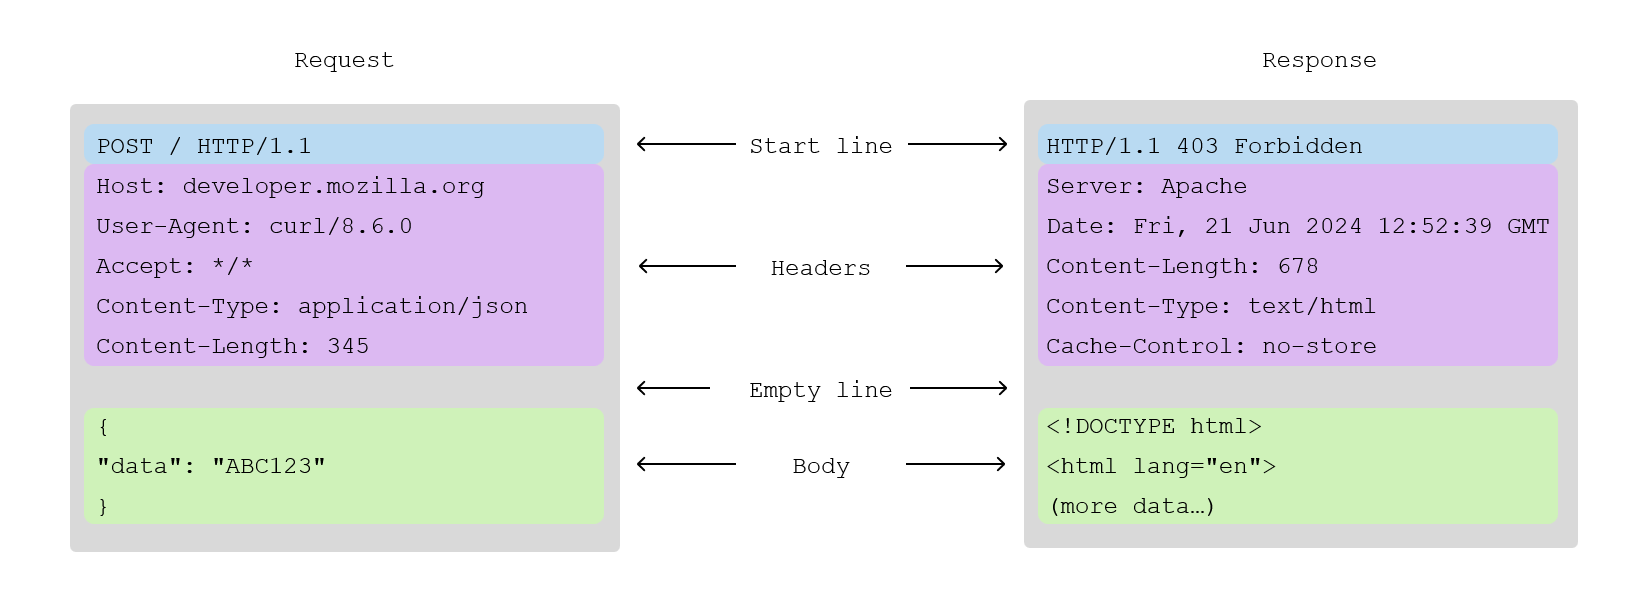 Request
POST / HTTP/1.1
Host: developer.mozilla.org
User-Agent: curl/8.6.0
Accept: */*
Content-Type: application/json
Content-Length: 345
{
"data": "ABC123"
}
Start line
Headers
Empty line
Body
Response
HTTP/1.1 403 Forbidden
Server: Apache
Date: Fri, 21 Jun 2024 12:52:39 GMT
Content-Length: 678
Content-Type: text/html
Cache-Control: no-store
<!DOCTYPE html>
<html lang="en">
(more data…)